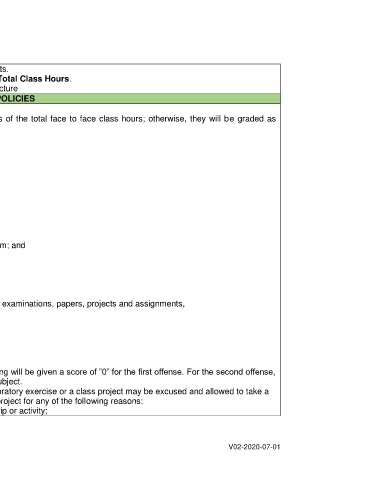 ts.
Total Class Hours.
cture
POLICIES
s of the total face to face class hours; otherwise, they will be graded as
m; and
examinations, papers, projects and assignments,
ng will be given a score of "0" for the first offense. For the second offense,
ubject.
oratory exercise or a class project may be excused and allowed to take a
project for any of the following reasons:
ip or activity;
V02-2020-07-01